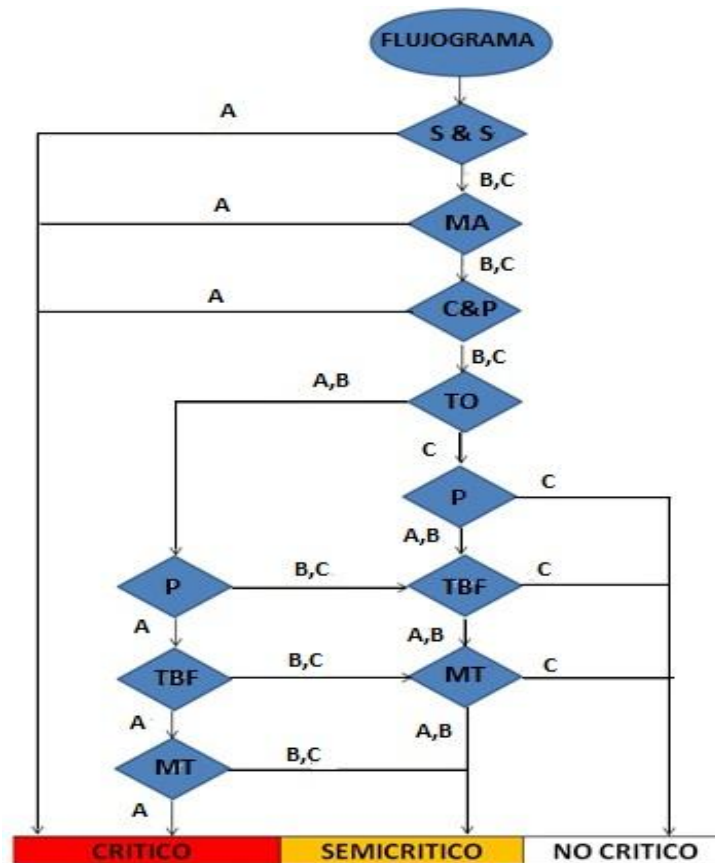 FLUJOGRAMA
A
S & S
B,C
A
MA
B,C
A
C&P
B,C
A,B
TO
C
P
C
A,B
P
B,C
TBF
C
A
A,B
TBF
B,C
MT
C
A
A,B
MT
B,C
A
CRITICO
SEMICRITICO
NO CRITICO